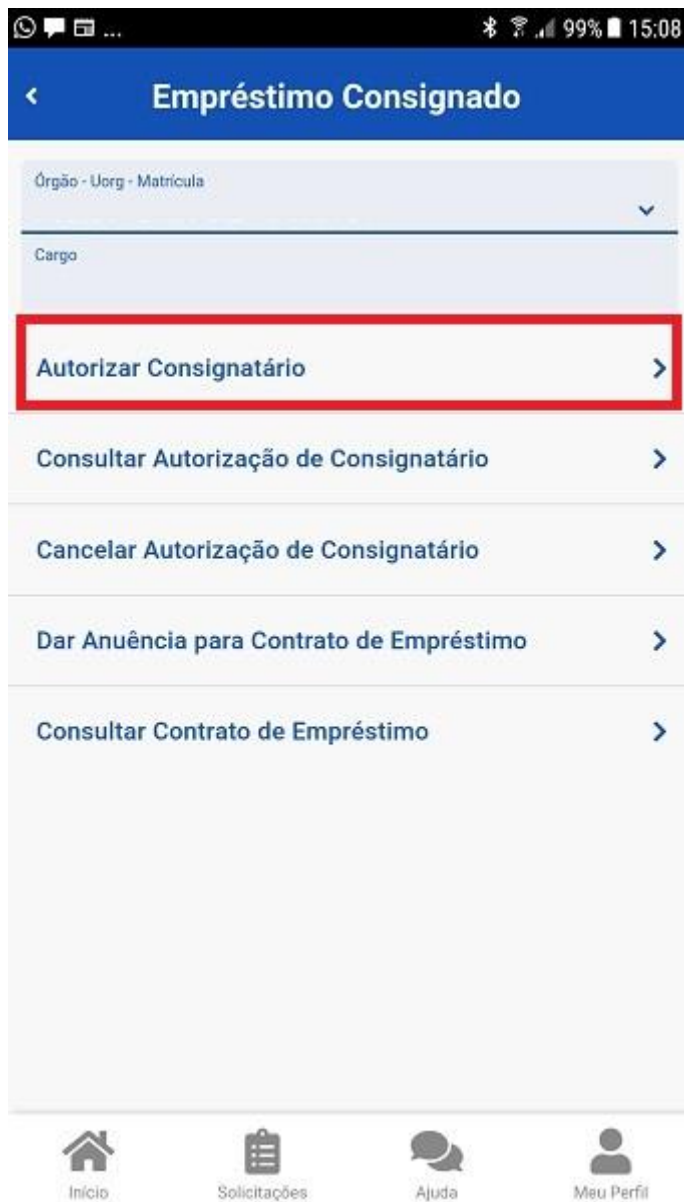 ... 99% 15:08
Empréstimo Consignado
Órgão - Uorg - Matrícula
Cargo
Autorizar Consignatário
Consultar Autorização de Consignatário
Cancelar Autorização de Consignatário
Dar Anuência para Contrato de Empréstimo
Consultar Contrato de Empréstimo
Início Solicitações Ajuda Meu Perfil